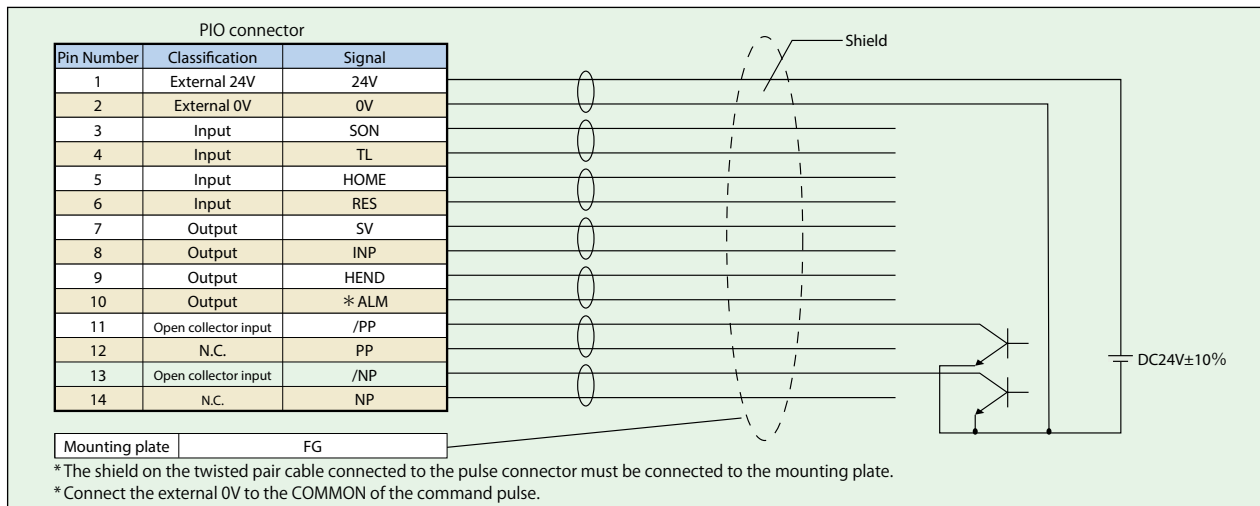 PIO connector
Shield
Pin Number Classification Signal
1 External 24V 24V
2 External 0V 0V
3 Input SON
4 Input TL
5 Input HOME
6 Input RES
7 Output SV
8 Output INP
9 Output HEND
10 Output ＊ALM
11 Open collector input /PP
12 N.C. PP
13 Open collector input /NP
14 N.C. NP
DC24V±10%
Mounting plate FG
* The shield on the twisted pair cable connected to the pulse connector must be connected to the mounting plate.
* Connect the external 0V to the COMMON of the command pulse.